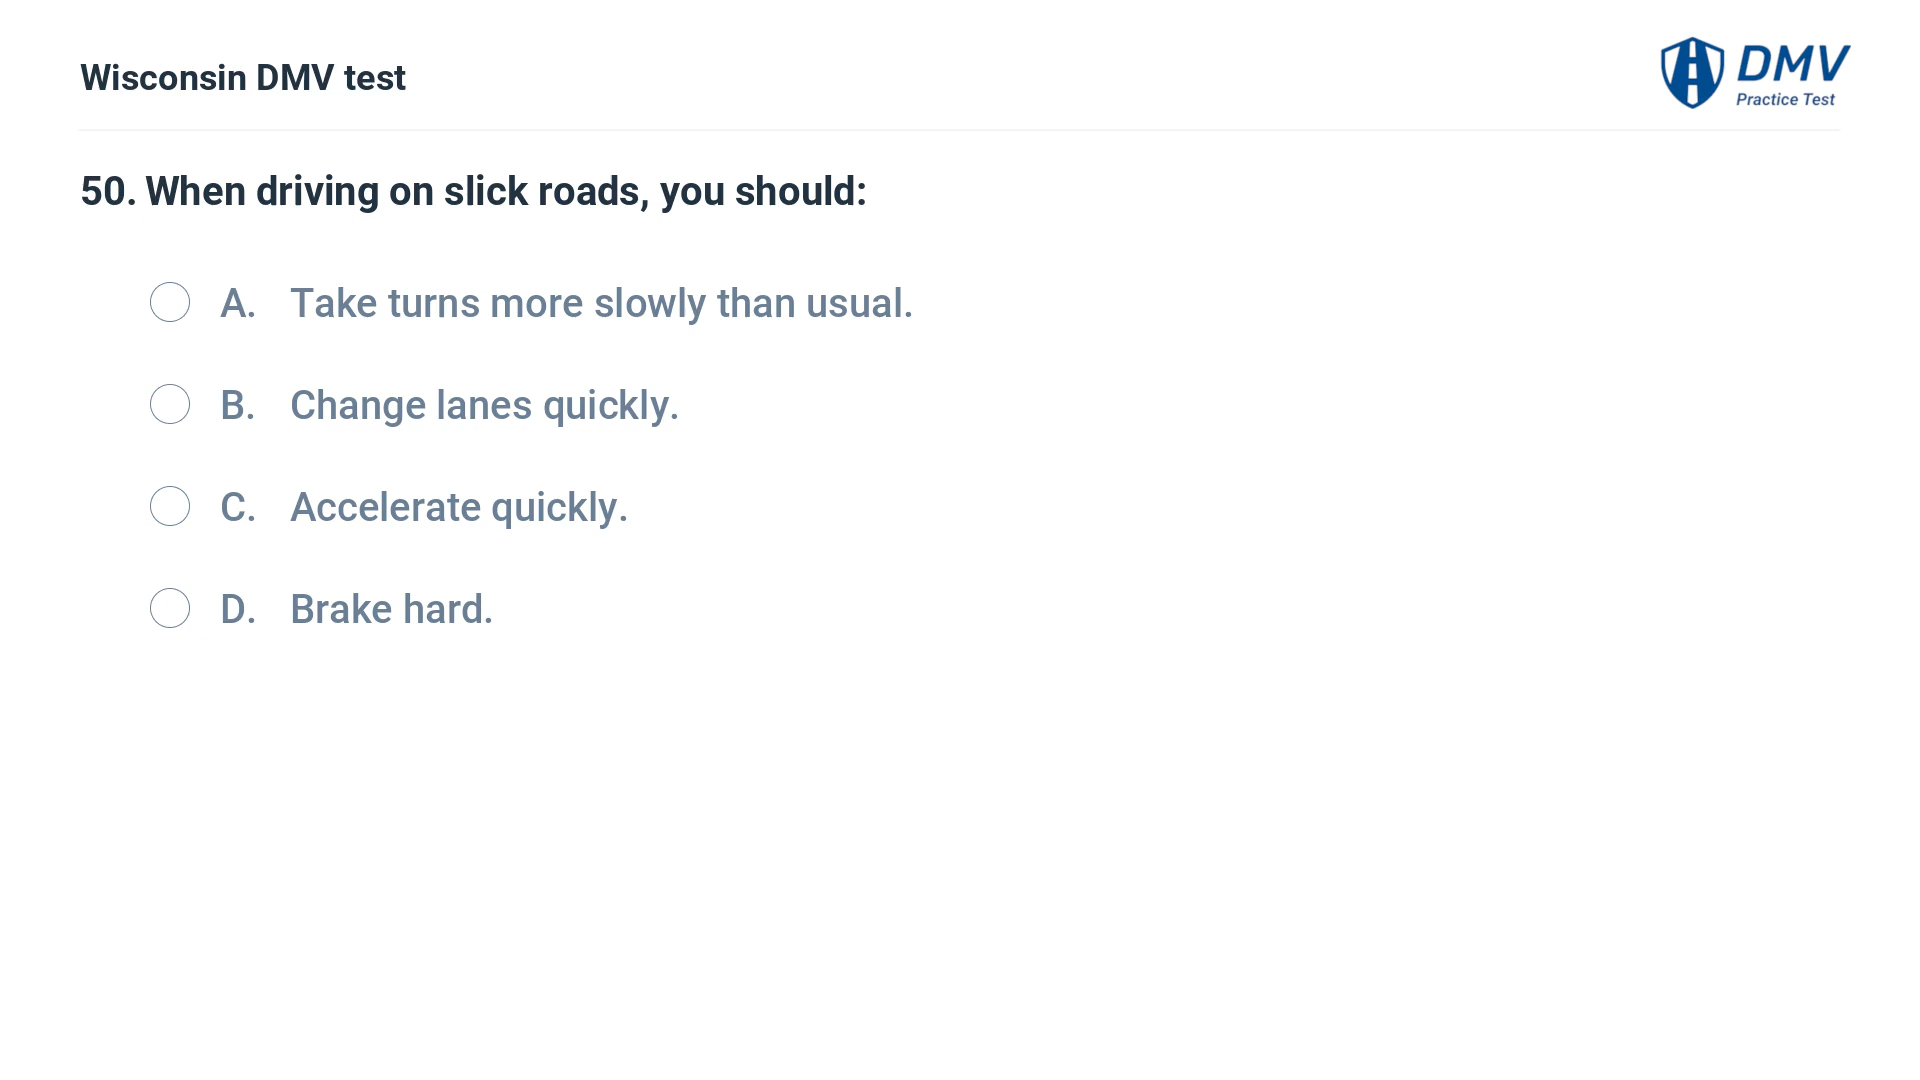 Wisconsin DMV test
DMV
Practice Test
50. When driving on slick roads, you should:
A. Take turns more slowly than usual.
B. Change lanes quickly.
C. Accelerate quickly.
D. Brake hard.